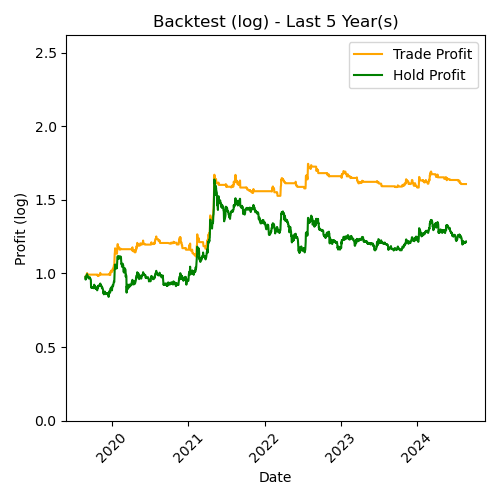 Backtest (log) - Last 5 Year(s)
Trade Profit
Hold Profit
Profit (log)
2.5
2.0
1.5
1.0
0.5
0.0
2020
2021
2022
2023
2024
Date